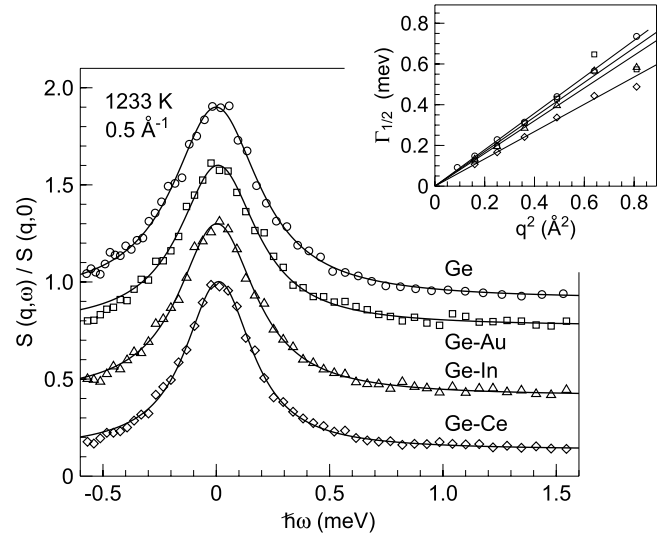 0.8
0.6
0.4
0.2
0
Γ1/2 (mev)
0 0.2 0.4 0.6 0.8
q² (Å²)
2.0
1.5
1.0
0.5
0
S (q,ω) / S (q,0)
1233 K
0.5 Å⁻¹
Ge
Ge-Au
Ge-In
Ge-Ce
-0.5 0 0.5 1.0 1.5
ℏω (meV)